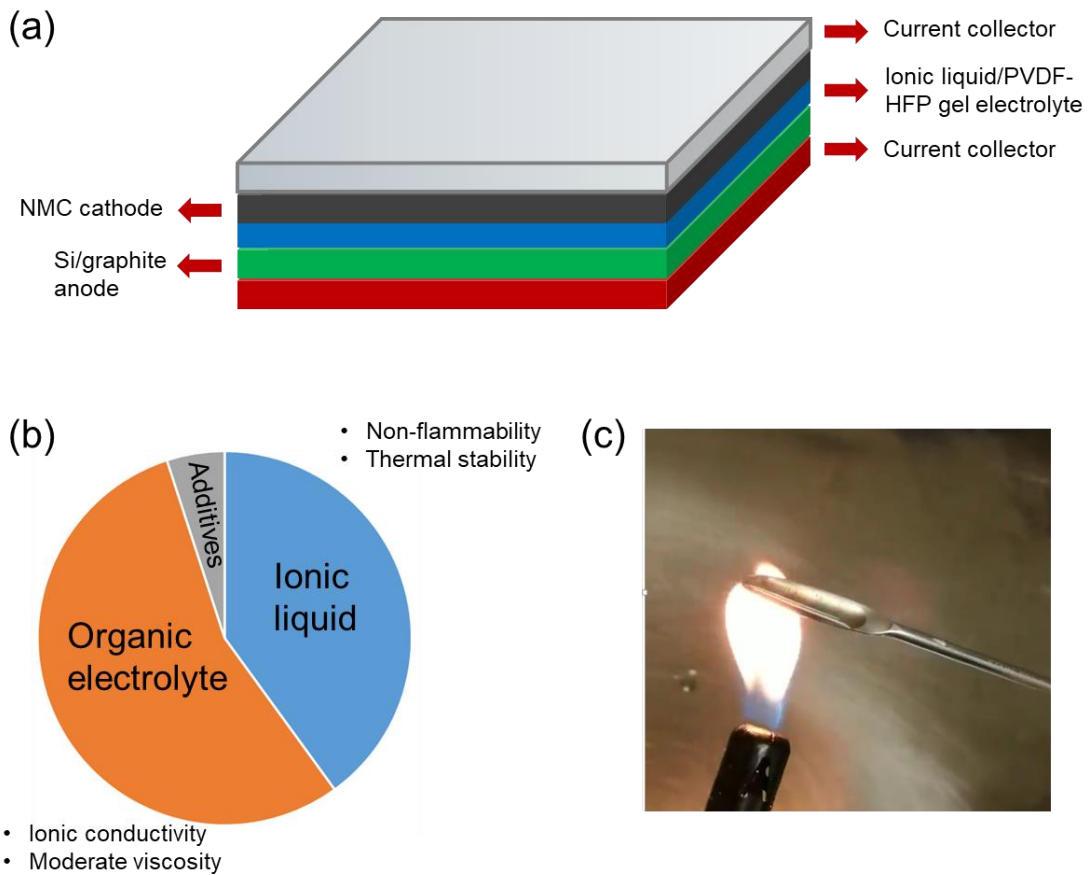 (a)
Current collector
Ionic liquid/PVDF-
HFP gel electrolyte
Current collector
NMC cathode
Si/graphite
anode
(b)
• Non-flammability
• Thermal stability
Additives
Ionic
liquid
Organic
electrolyte
• Ionic conductivity
• Moderate viscosity
(c)